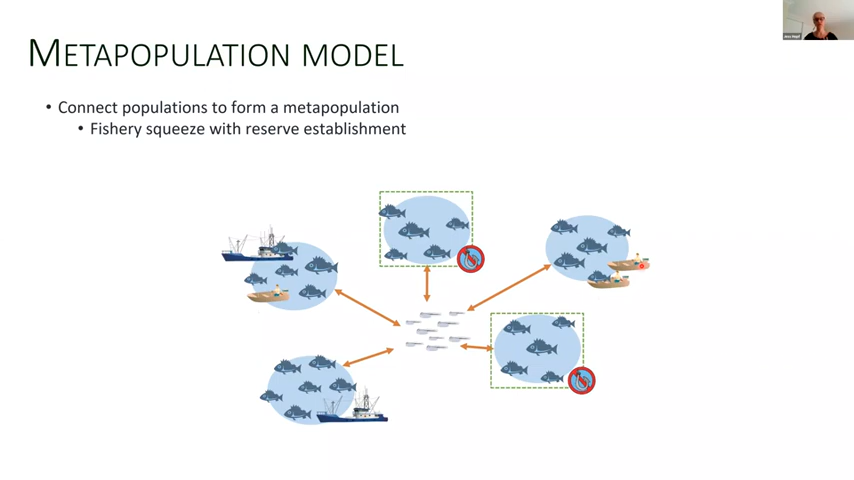 METAPOPULATION MODEL
• Connect populations to form a metapopulation
• Fishery squeeze with reserve establishment